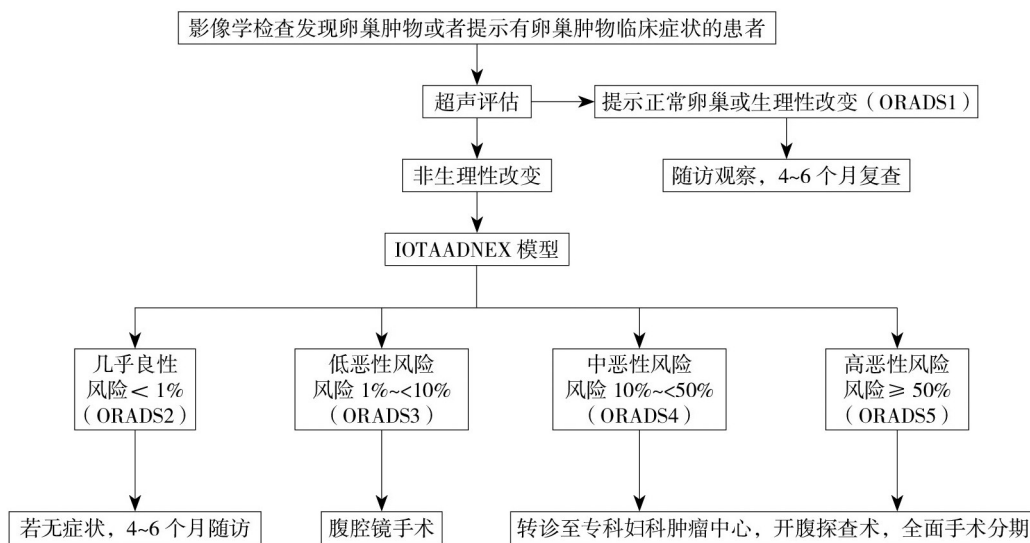 影像学检查发现卵巢肿物或者提示有卵巢肿物临床症状的患者
超声评估
提示正常卵巢或生理性改变（ORADS1）
非生理性改变
随访观察，4~6 个月复查
IOTAADNEX 模型
几乎良性
风险＜ 1%
（ORADS2）
低恶性风险
风险 1%~<10%
（ORADS3）
中恶性风险
风险 10%~<50%
（ORADS4）
高恶性风险
风险≥ 50%
（ORADS5）
若无症状，4~6 个月随访
腹腔镜手术
转诊至专科妇科肿瘤中心，开腹探查术，全面手术分期